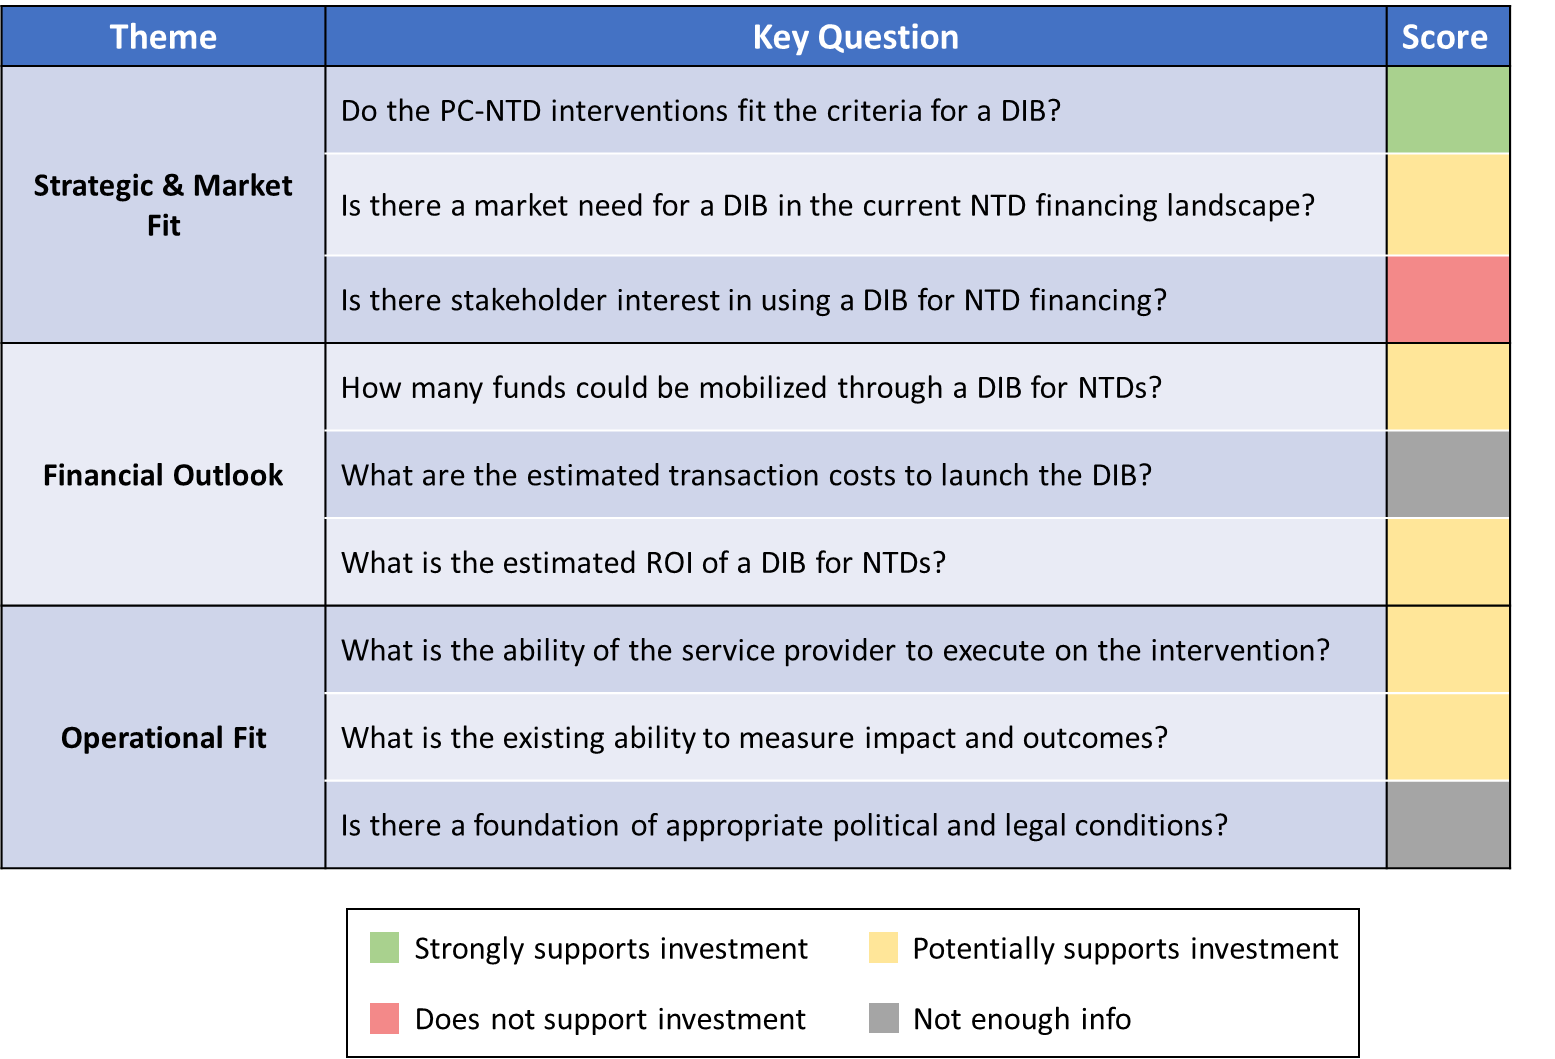 Theme
Key Question
Score
Strategic & Market
Fit
Do the PC-NTD interventions fit the criteria for a DIB?
Is there a market need for a DIB in the current NTD financing landscape?
Is there stakeholder interest in using a DIB for NTD financing?
Financial Outlook
How many funds could be mobilized through a DIB for NTDs?
What are the estimated transaction costs to launch the DIB?
What is the estimated ROI of a DIB for NTDs?
Operational Fit
What is the ability of the service provider to execute on the intervention?
What is the existing ability to measure impact and outcomes?
Is there a foundation of appropriate political and legal conditions?
Strongly supports investment
Potentially supports investment
Does not support investment
Not enough info